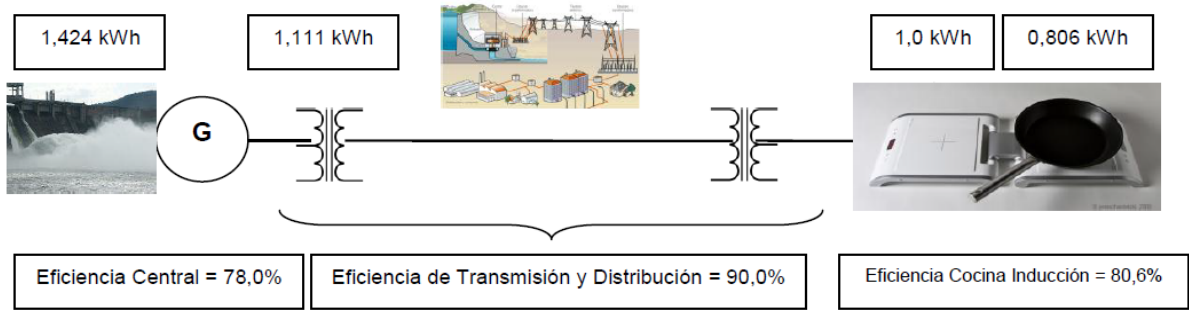 1,424 kWh
1,111 kWh
1,0 kWh
0,806 kWh
G
Eficiencia Central = 78,0%
Eficiencia de Transmisión y Distribución = 90,0%
Eficiencia Cocina Inducción = 80,6%